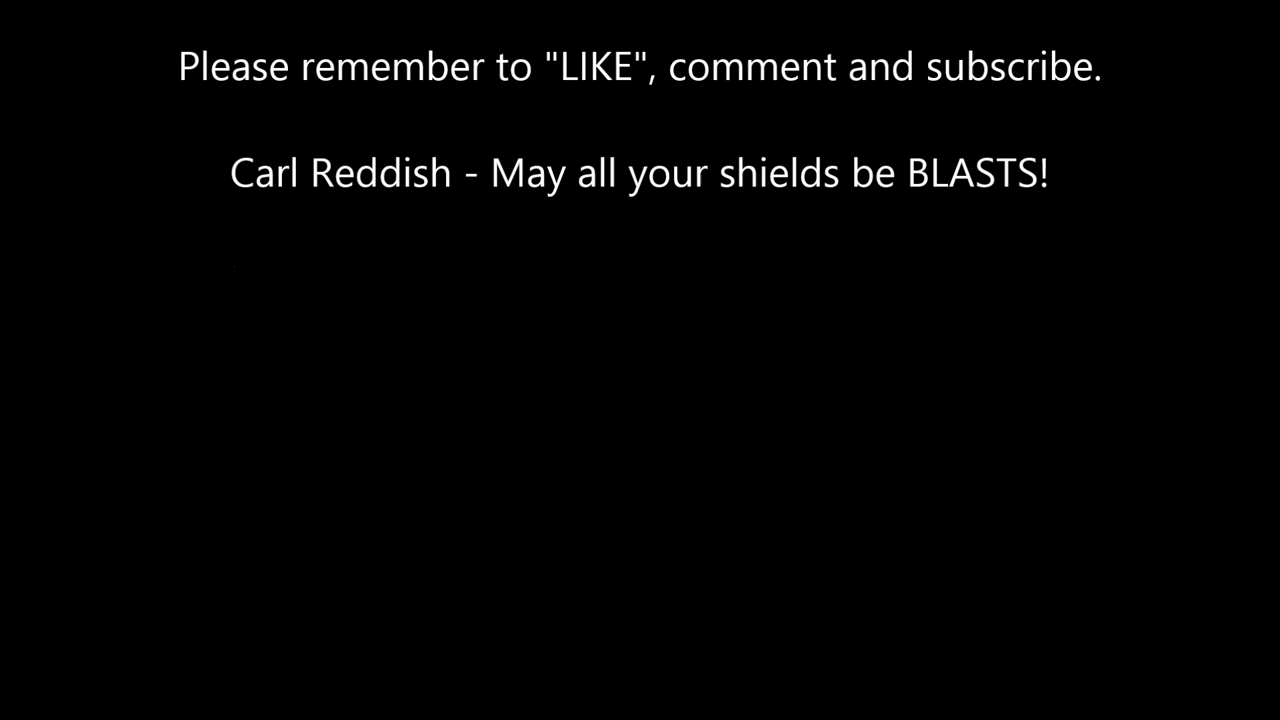 Please remember to "LIKE", comment and subscribe.
Carl Reddish - May all your shields be BLASTS!